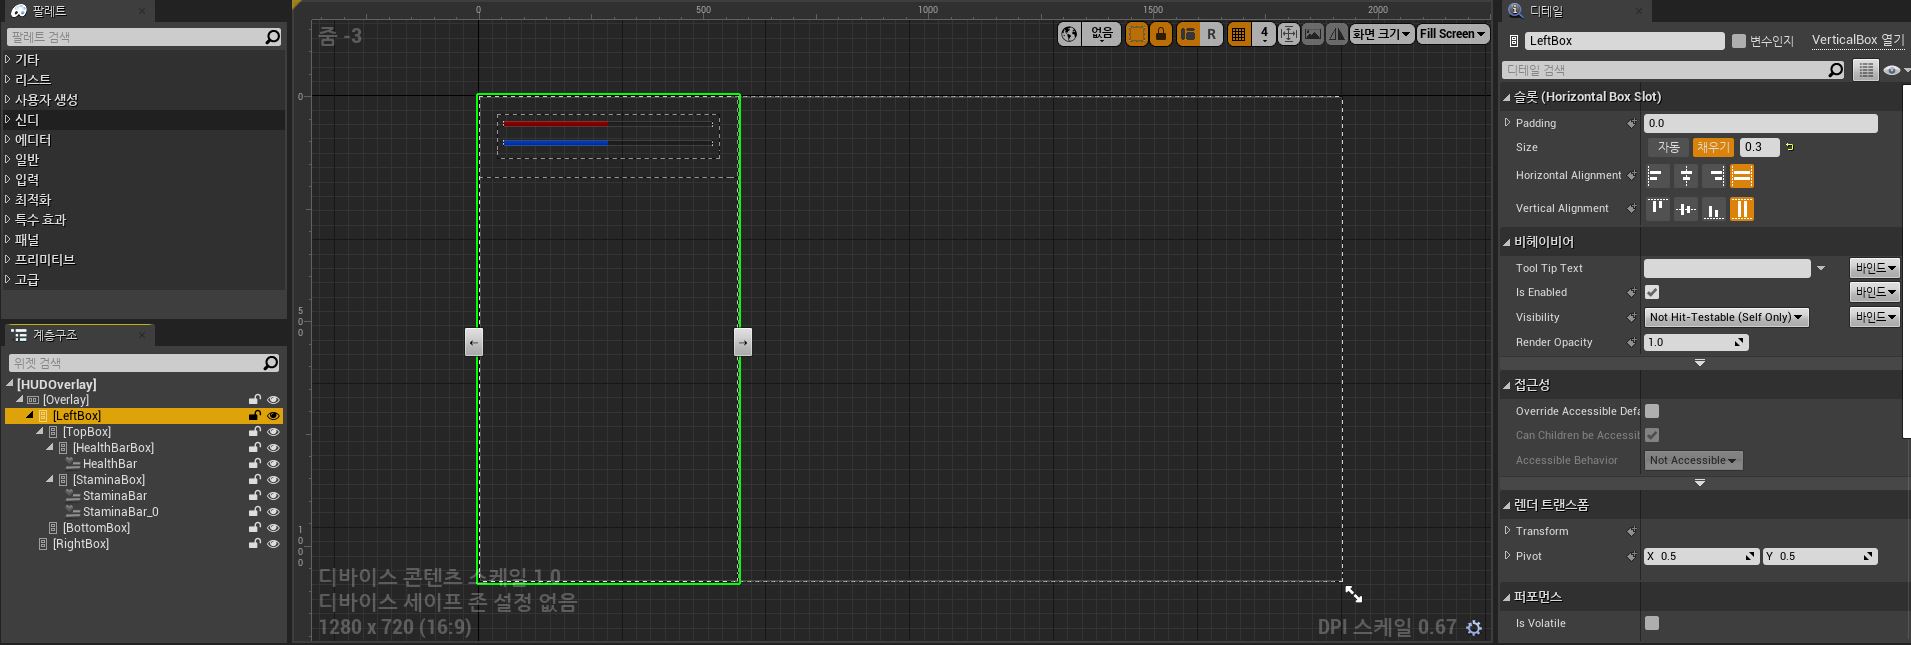 팔레트
팔레트 검색
기타
리스트
사용자 생성
신디
에디터
일반
입력
최적화
특수 효과
패널
프리미티브
고급
계층구조
위젯 검색
[HUDOverlay]
[Overlay]
[LeftBox]
[TopBox]
[HealthBarBox]
HealthBar
[StaminaBox]
StaminaBar
StaminaBar_0
[BottomBox]
[RightBox]
0 500 1000 1500 2000
줌 -3
없음
R
4
화면 크기
Fill Screen
0
500
1000
디바이스 콘텐츠 스케일 1.0
디바이스 세이프 존 설정 없음
1280 x 720 (16:9)
DPI 스케일 0.67
디테일
LeftBox
변수인지
VerticalBox 열기
디테일 검색
슬롯 (Horizontal Box Slot)
Padding 0.0
Size 자동 채우기 0.3
Horizontal Alignment
Vertical Alignment
비헤이비어
Tool Tip Text 바인드
Is Enabled 바인드
Visibility Not Hit-Testable (Self Only) 바인드
Render Opacity 1.0
접근성
Override Accessible Defa
Can Children be Accessit
Accessible Behavior Not Accessible
렌더 트랜스폼
Transform
Pivot X 0.5 Y 0.5
퍼포먼스
Is Volatile